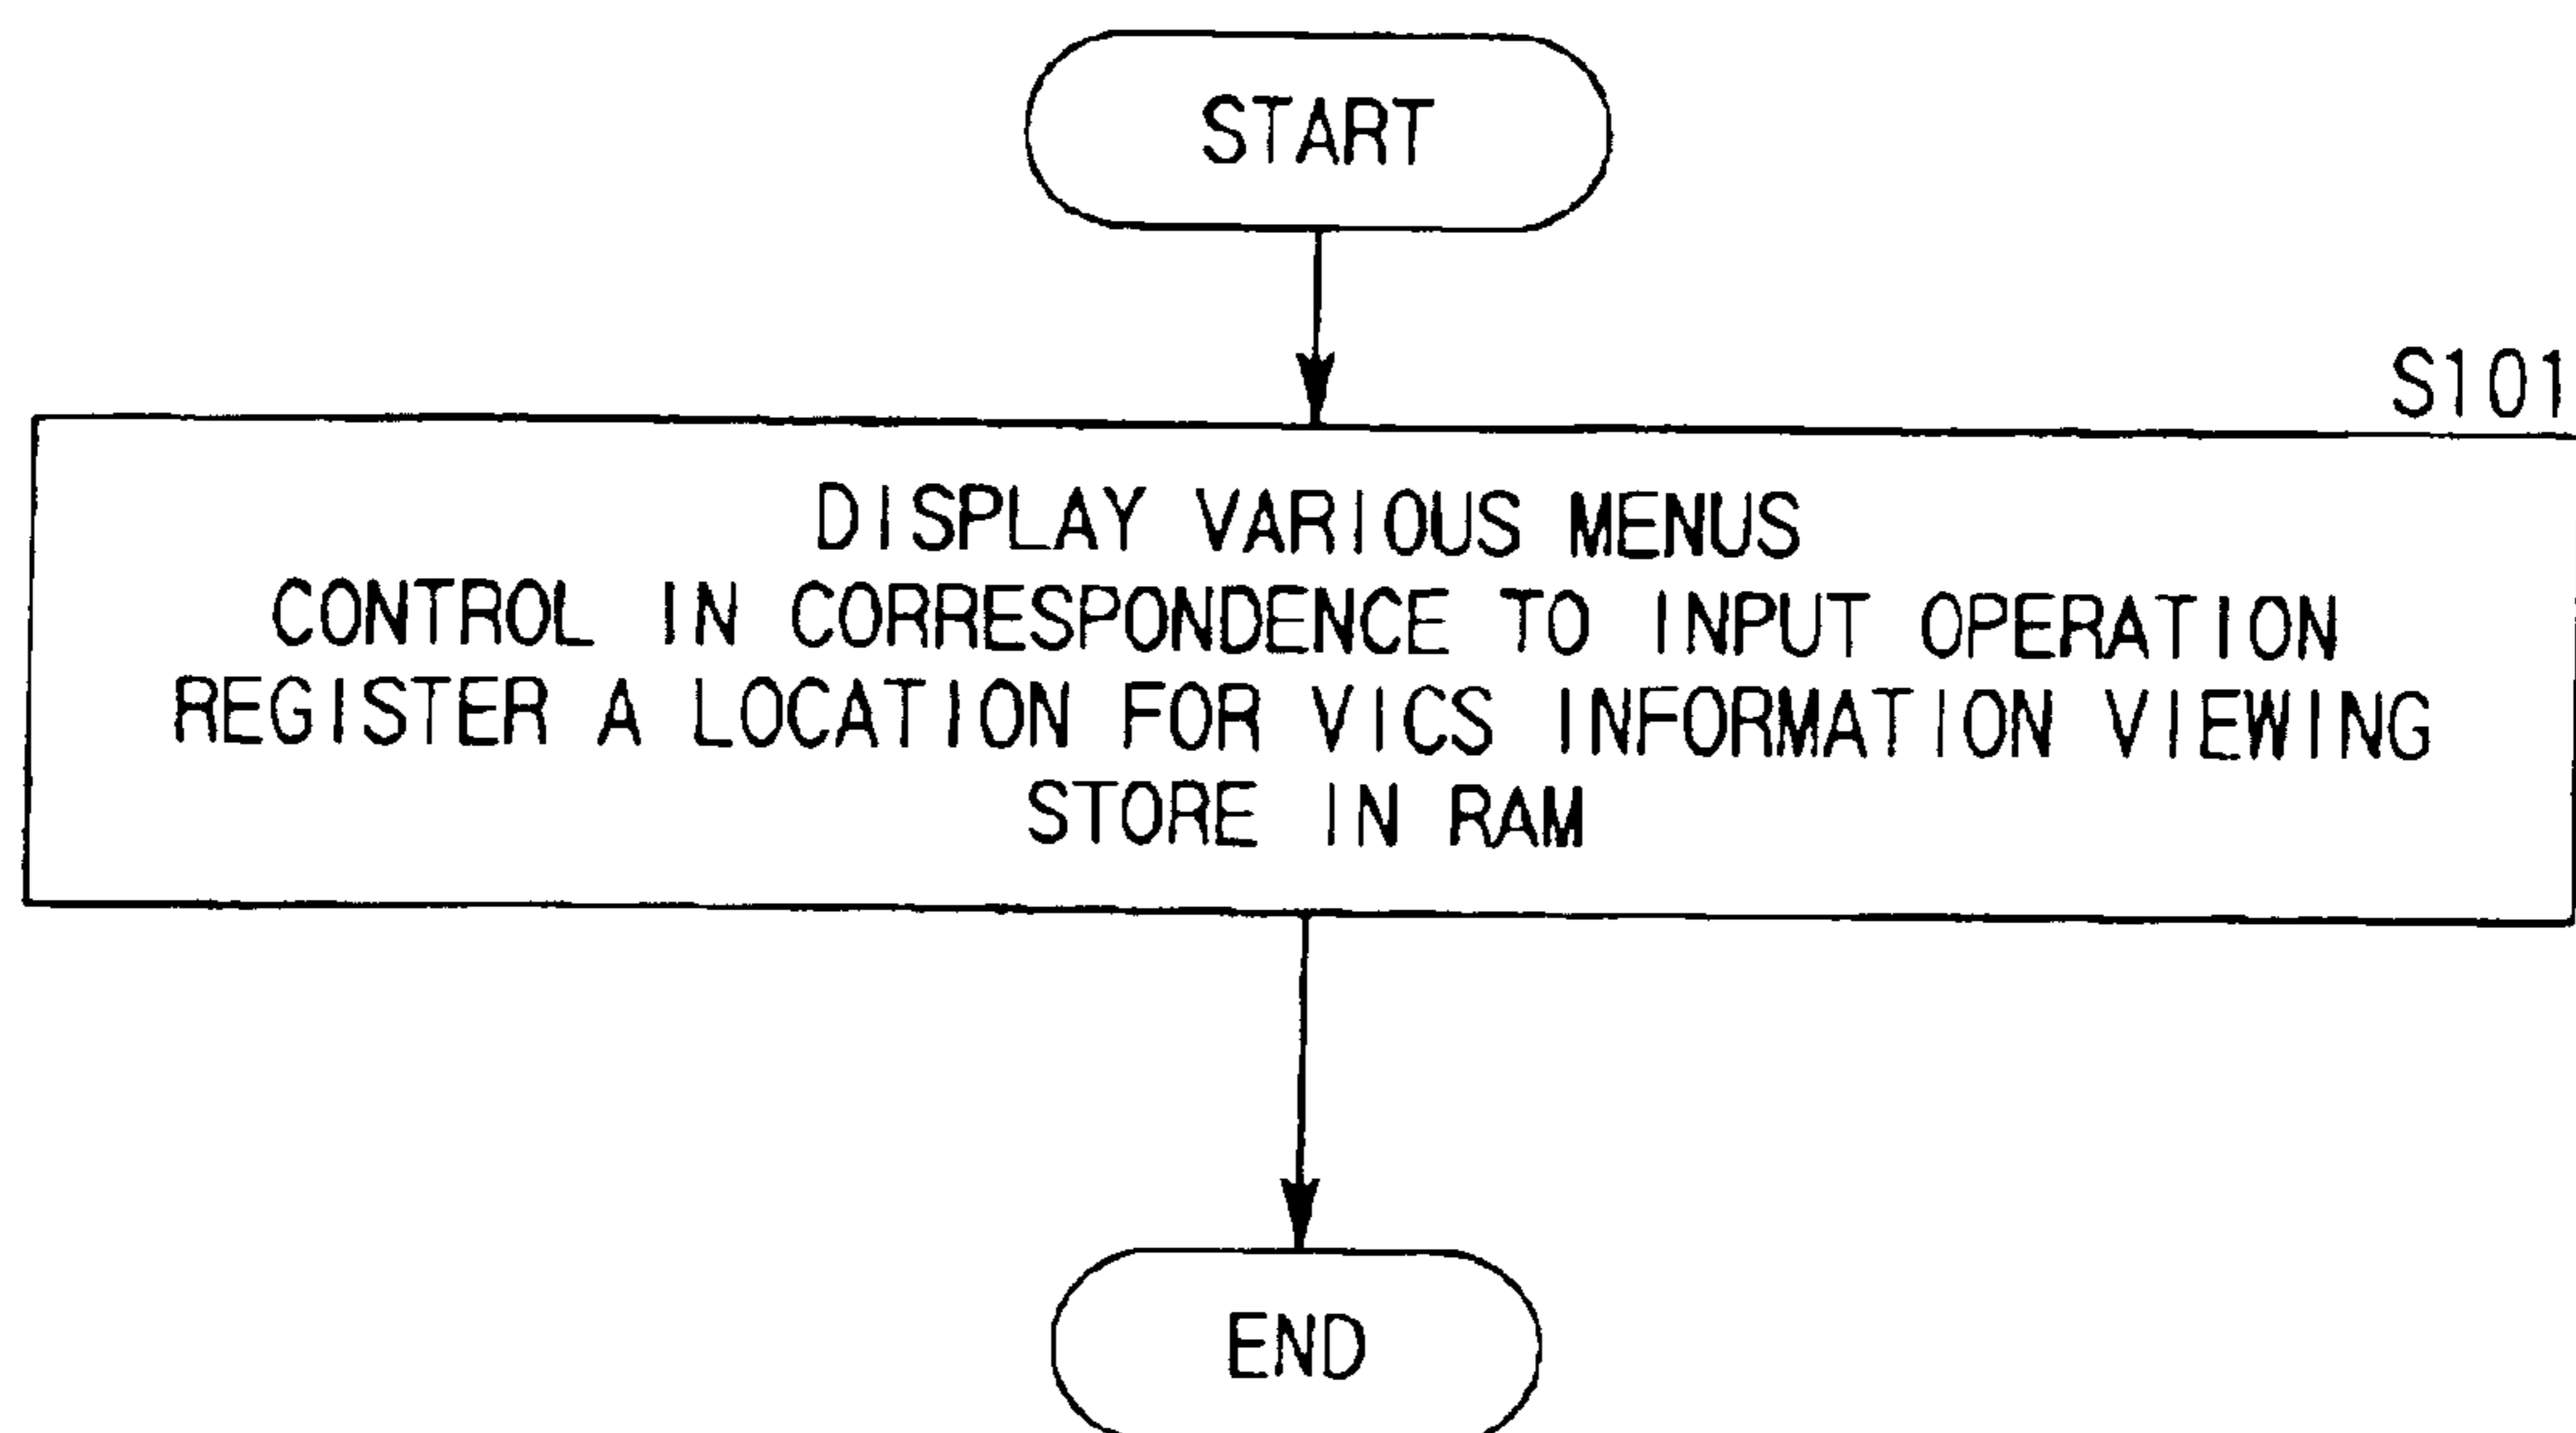 START
S101
DISPLAY VARIOUS MENUS
CONTROL IN CORRESPONDENCE TO INPUT OPERATION
REGISTER A LOCATION FOR VICS INFORMATION VIEWING
STORE IN RAM
END